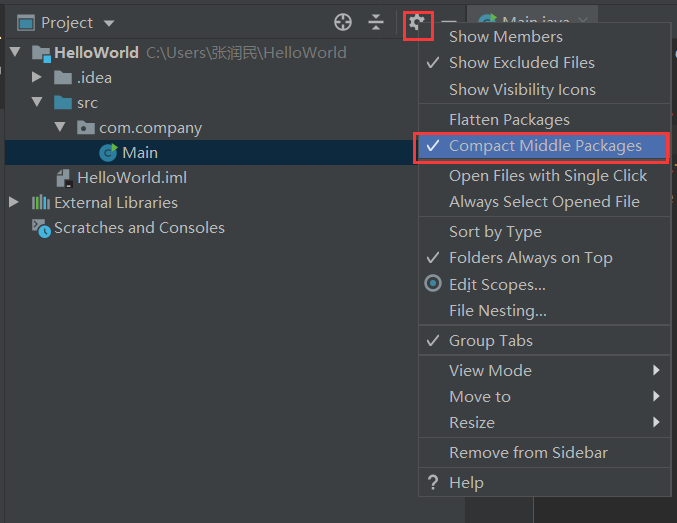 Project
Main.java
HelloWorld C:\Users\张润民\HelloWorld
.idea
src
com.company
Main
HelloWorld.iml
External Libraries
Scratches and Consoles
Show Members
Show Excluded Files
Show Visibility Icons
Flatten Packages
Compact Middle Packages
Open Files with Single Click
Always Select Opened File
Sort by Type
Folders Always on Top
Edit Scopes...
File Nesting...
Group Tabs
View Mode
Move to
Resize
Remove from Sidebar
? Help